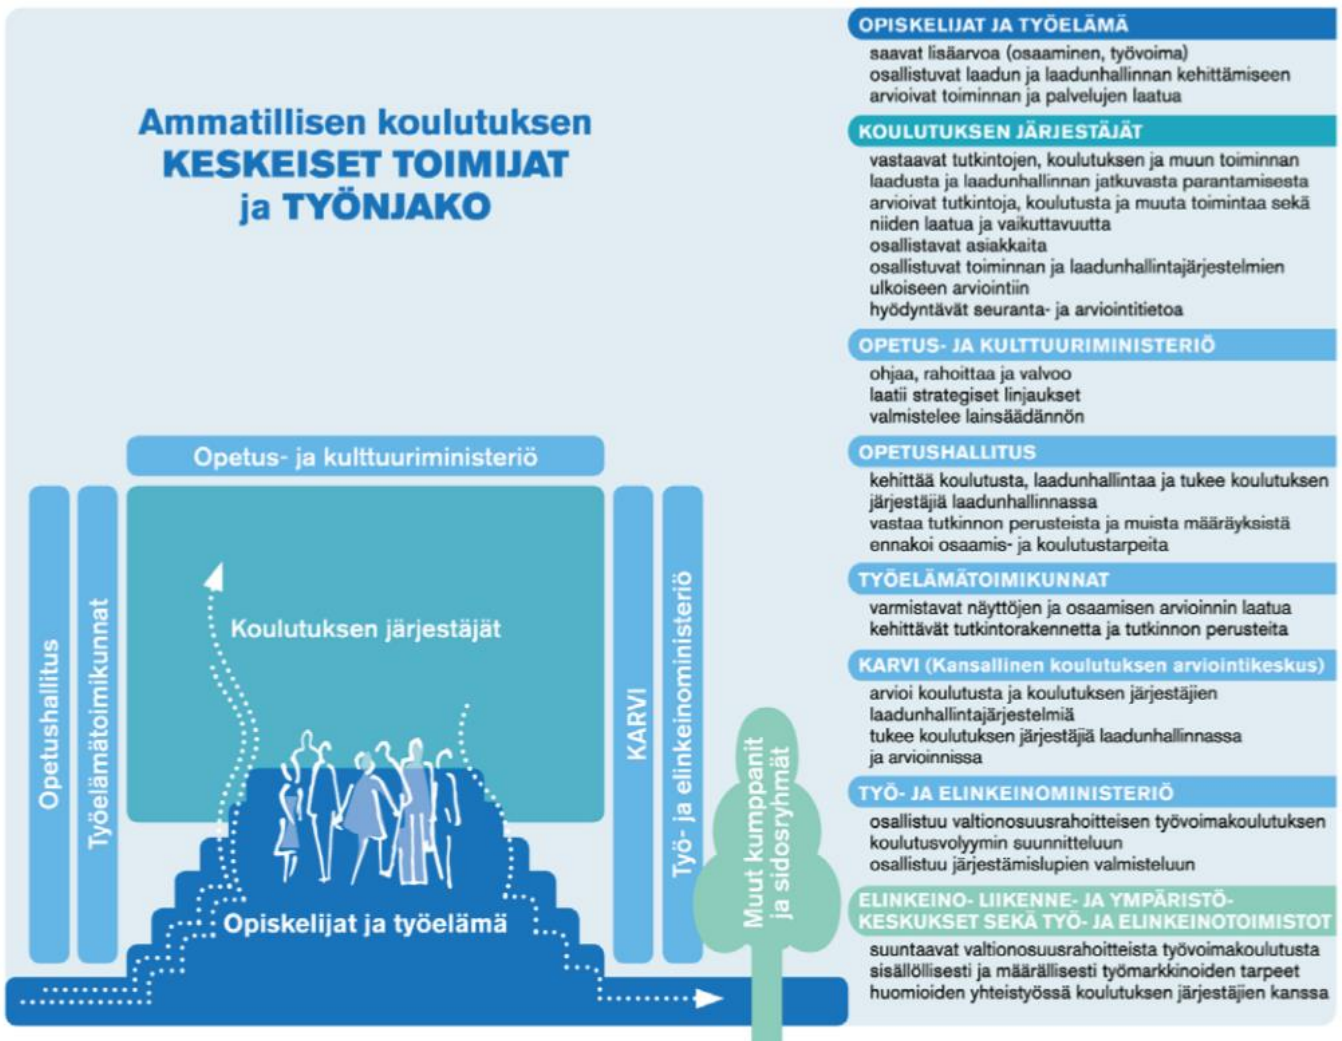 Ammatillisen koulutuksen
KESKEISET TOIMIJAT
ja TYÖNJAKO
Opetus- ja kulttuuriministeriö
Opetushallitus
Työelämätoimikunnat
Koulutuksen järjestäjät
Opiskelijat ja työelämä
KARVI
Työ- ja elinkeinoministeriö
Muut kumppanit
ja sidosryhmät
OPISKELIJAT JA TYÖELÄMÄ
saavat lisäarvoa (osaaminen, työvoima)
osallistuvat laadun ja laadunhallinnan kehittämiseen
arvioivat toiminnan ja palvelujen laatua
KOULUTUKSEN JÄRJESTÄJÄT
vastaavat tutkintojen, koulutuksen ja muun toiminnan
laadusta ja laadunhallinnan jatkuvasta parantamisesta
arvioivat tutkintoja, koulutusta ja muuta toimintaa sekä
niiden laatua ja vaikuttavuutta
osallistavat asiakkaita
osallistuvat toiminnan ja laadunhallintajärjestelmien
ulkoiseen arviointiin
hyödyntävät seuranta- ja arviointitietoa
OPETUS- JA KULTTUURIMINISTERIÖ
ohjaa, rahoittaa ja valvoo
laatii strategiset linjaukset
valmistelee lainsäädännön
OPETUSHALLITUS
kehittää koulutusta, laadunhallintaa ja tukee koulutuksen
järjestäjiä laadunhallinnassa
vastaa tutkinnon perusteista ja muista määräyksistä
ennakoi osaamis- ja koulutustarpeita
TYÖELÄMÄTOIMIKUNNAT
varmistavat näyttöjen ja osaamisen arvioinnin laatua
kehittävät tutkintorakennetta ja tutkinnon perusteita
KARVI (Kansallinen koulutuksen arviointikeskus)
arvioi koulutusta ja koulutuksen järjestäjien
laadunhallintajärjestelmiä
tukee koulutuksen järjestäjiä laadunhallinnassa
ja arvioinnissa
TYÖ- JA ELINKEINOMINISTERIÖ
osallistuu valtionosuusrahoitteisen työvoimakoulutuksen
koulutusvolyymin suunnitteluun
osallistuu järjestämislupien valmisteluun
ELINKEINO- LIIKENNE- JA YMPÄRISTÖ-
KESKUKSET SEKÄ TYÖ- JA ELINKEINOTOIMISTOT
suuntaavat valtionosuusrahoitteista työvoimakoulutusta
sisällöllisesti ja määrällisesti työmarkkinoiden tarpeet
huomioiden yhteistyössä koulutuksen järjestäjien kanssa